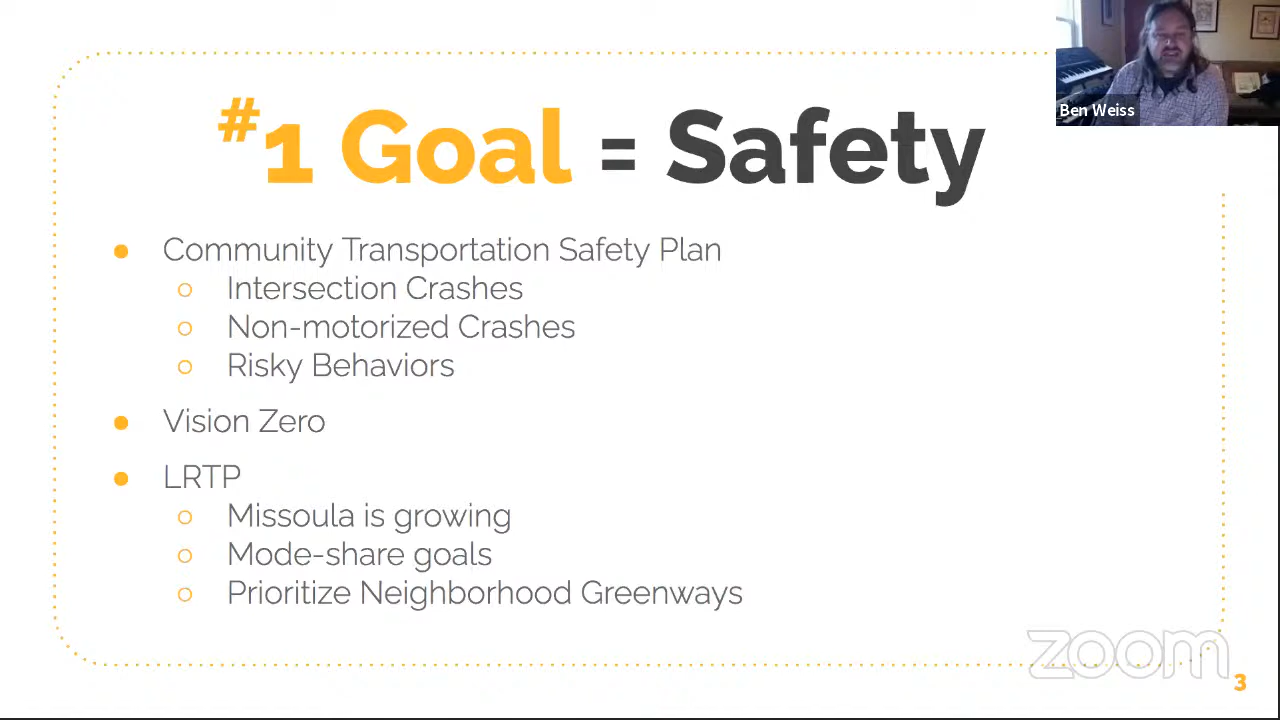 #1 Goal = Safety
Ben Weiss
● Community Transportation Safety Plan
○ Intersection Crashes
○ Non-motorized Crashes
○ Risky Behaviors
● Vision Zero
● LRTP
○ Missoula is growing
○ Mode-share goals
○ Prioritize Neighborhood Greenways
zoom
3